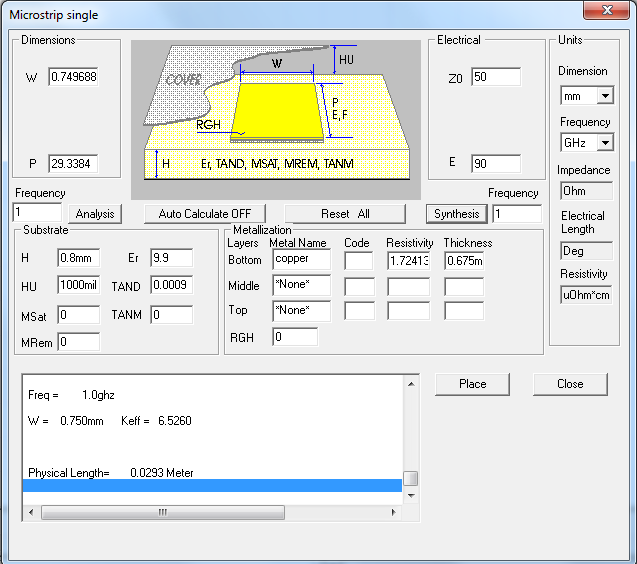 Microstrip single
Dimensions
W 0.749688
P 29.3384
COVER
W
HU
P
E, F
RGH
H
Er, TAND, MSAT, MREM, TANM
Electrical
Z0 50
E 90
Units
Dimension
mm
Frequency
GHz
Impedance
Ohm
Electrical
Length
Deg
Resistivity
uOhm*cm
Frequency
1
Analysis
Auto Calculate OFF
Reset All
Synthesis
Frequency
1
Substrate
H 0.8mm Er 9.9
HU 1000mil TAND 0.0009
MSat 0 TANM 0
MRem 0
Metallization
Layers Metal Name Code Resistivity Thickness
Bottom copper 1.72413 0.675m
Middle *None*
Top *None*
RGH 0
Freq = 1.0ghz
W = 0.750mm Keff = 6.5260
Physical Length= 0.0293 Meter
Place
Close